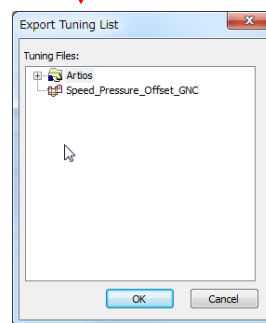 Export Tuning List
Tuning Files:
Artios
Speed_Pressure_Offset_GNC
OK
Cancel